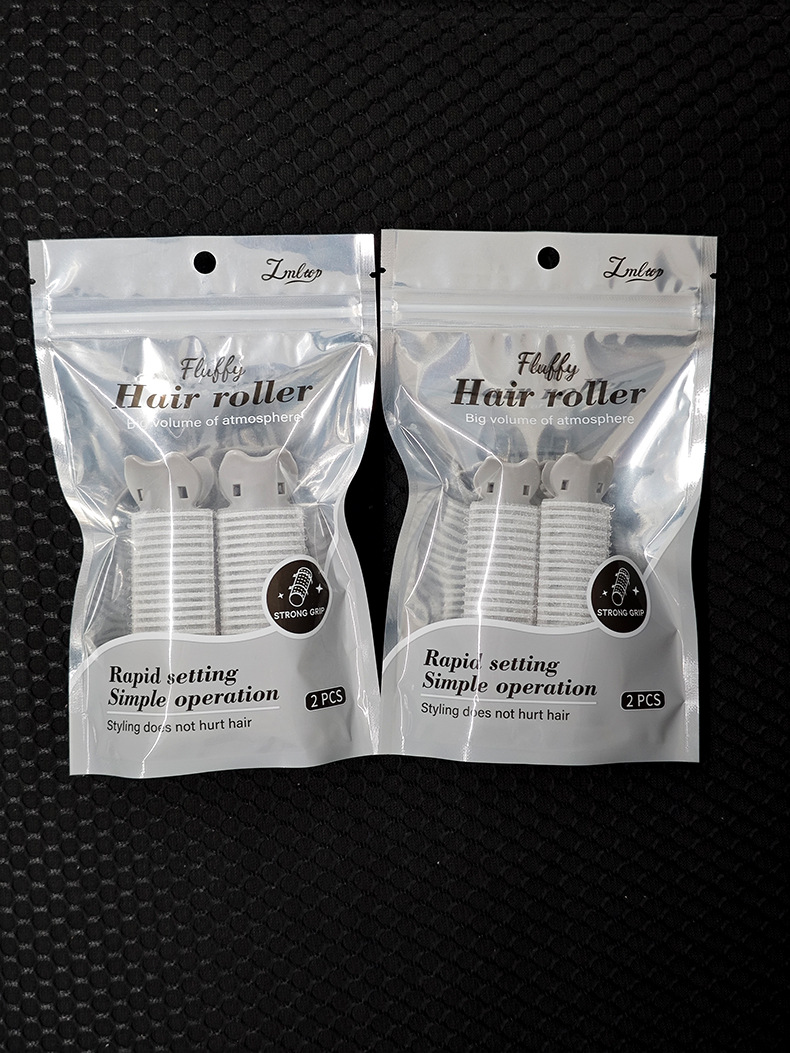 Zmloop
Fluffy
Hair roller
Big volume of atmosphere
STRONG GRIP
Rapid setting
Simple operation
2 PCS
Styling does not hurt hair
Zmloop
Fluffy
Hair roller
Big volume of atmosphere
STRONG GRIP
Rapid setting
Simple operation
2 PCS
Styling does not hurt hair